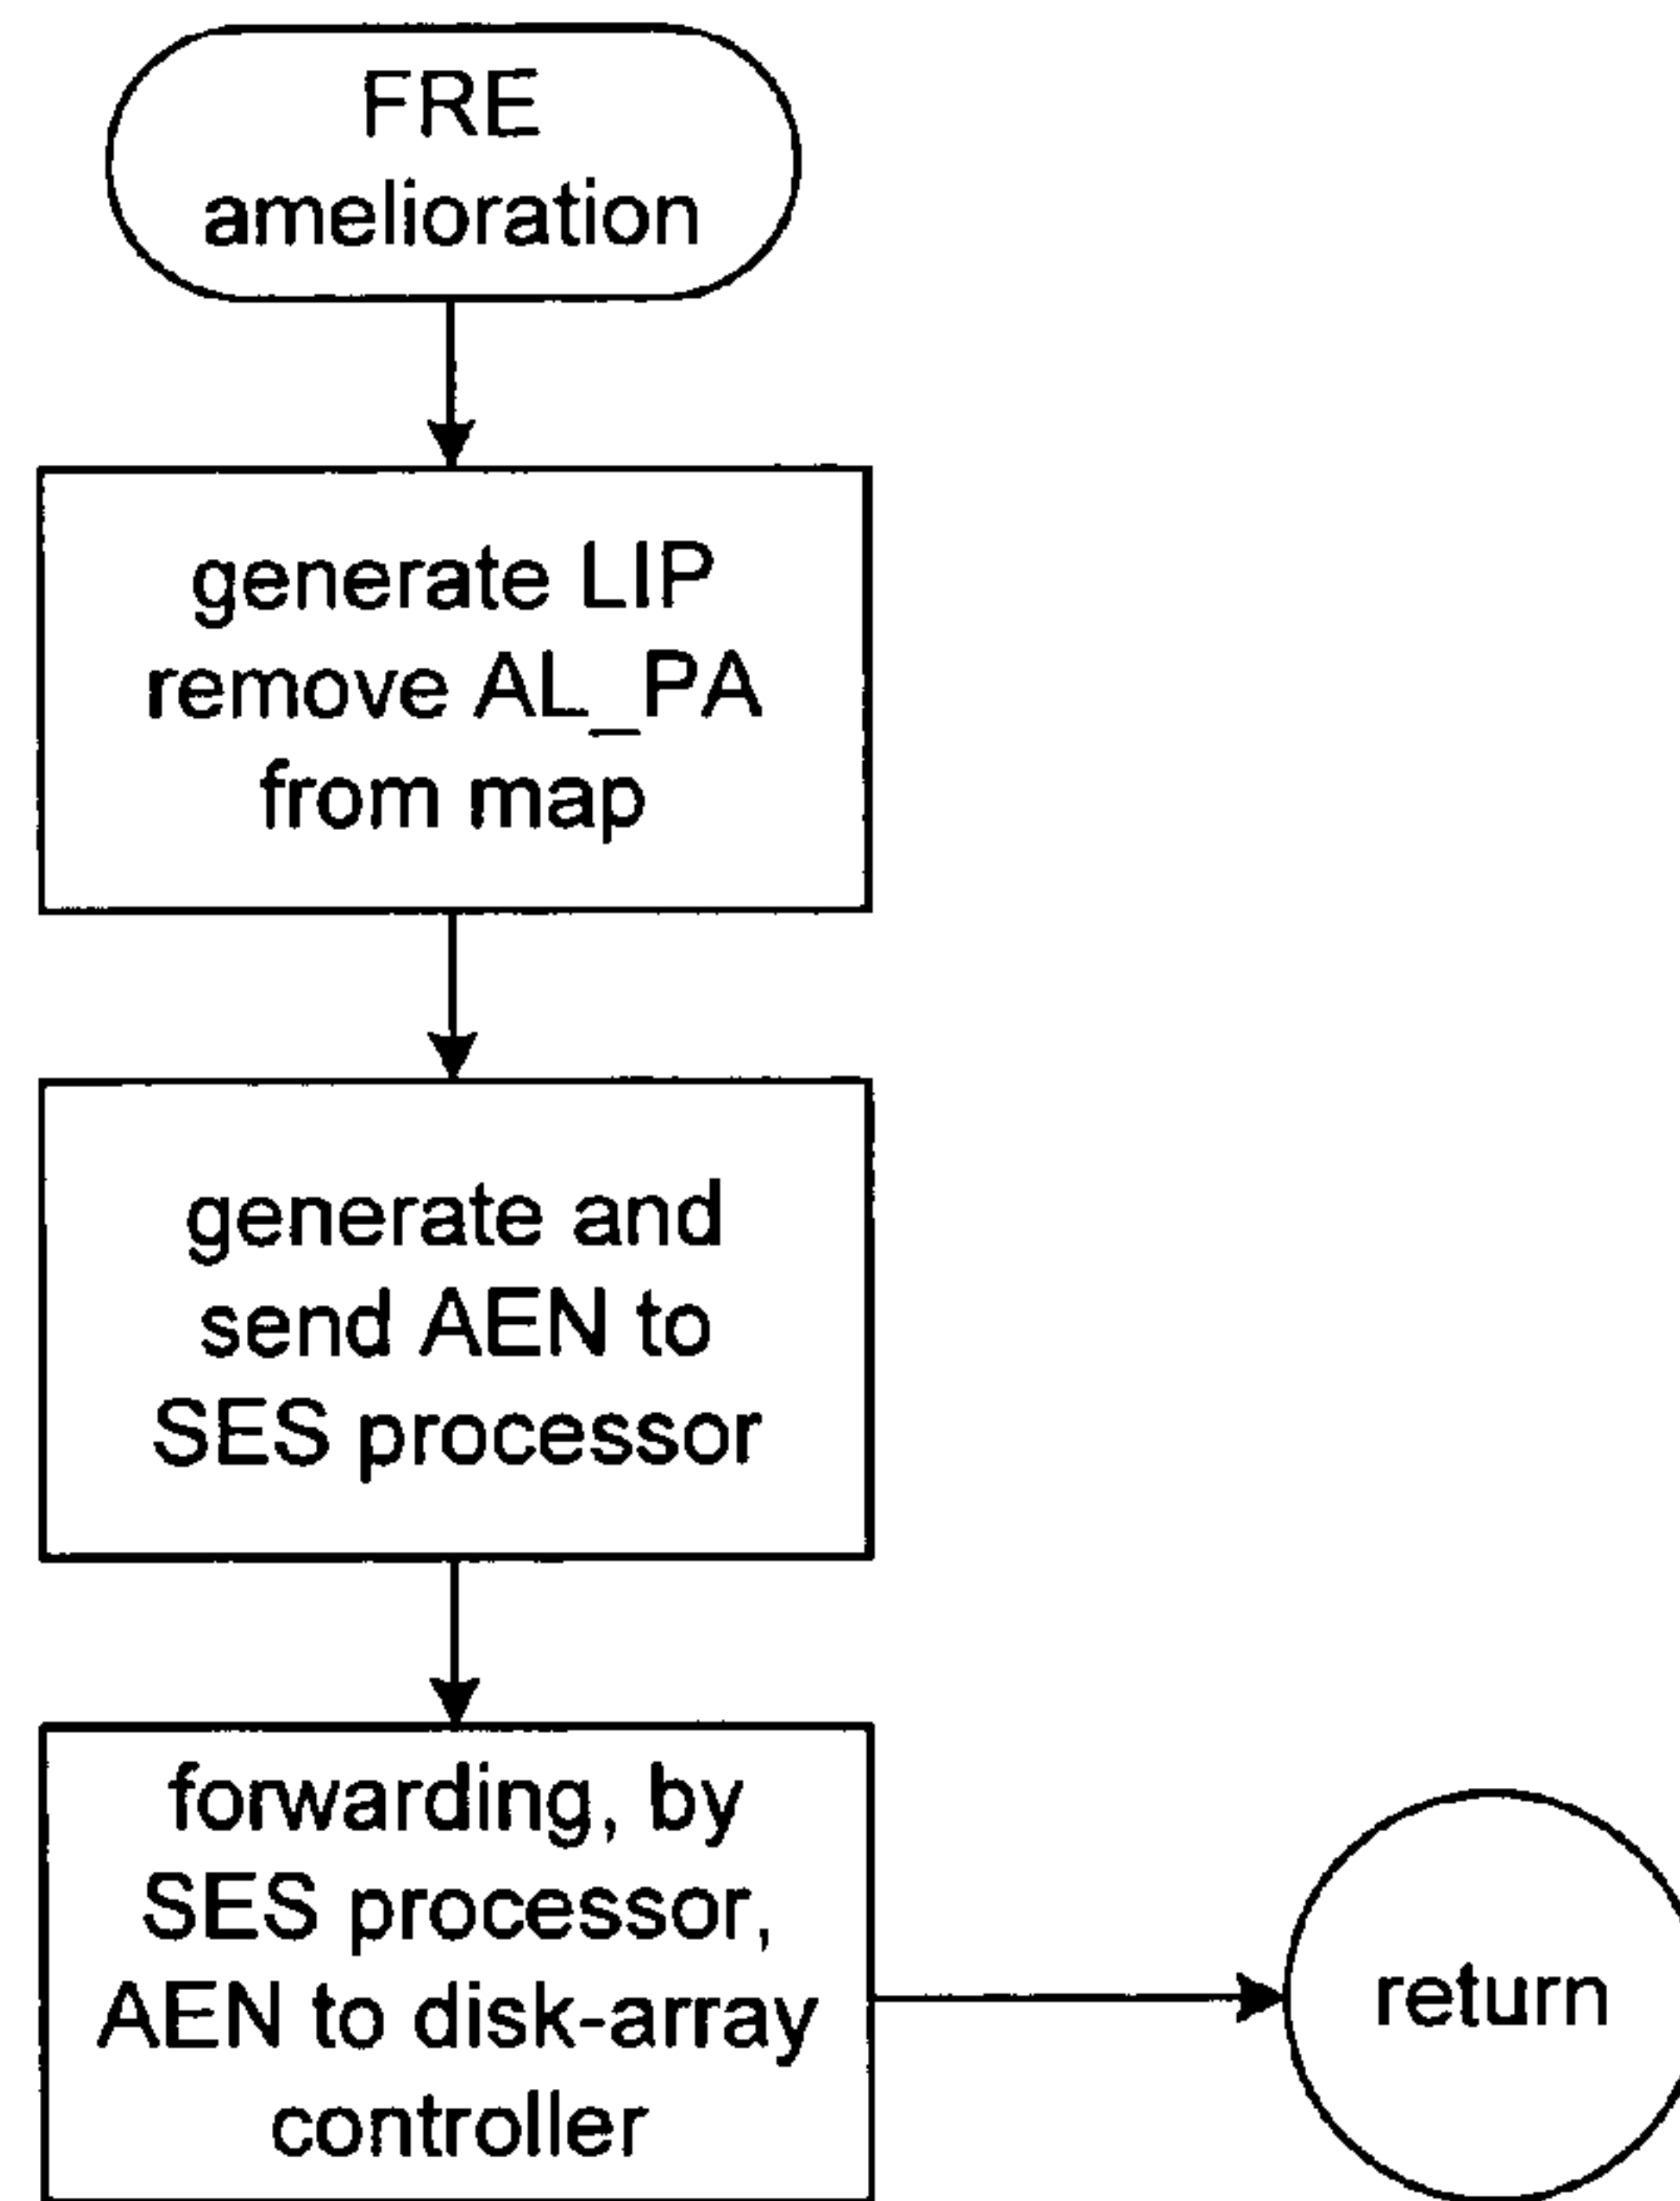 FRE
amelioration
generate LIP
remove AL_PA
from map
generate and
send AEN to
SES processor
forwarding, by
SES processor,
AEN to disk-array
controller
return